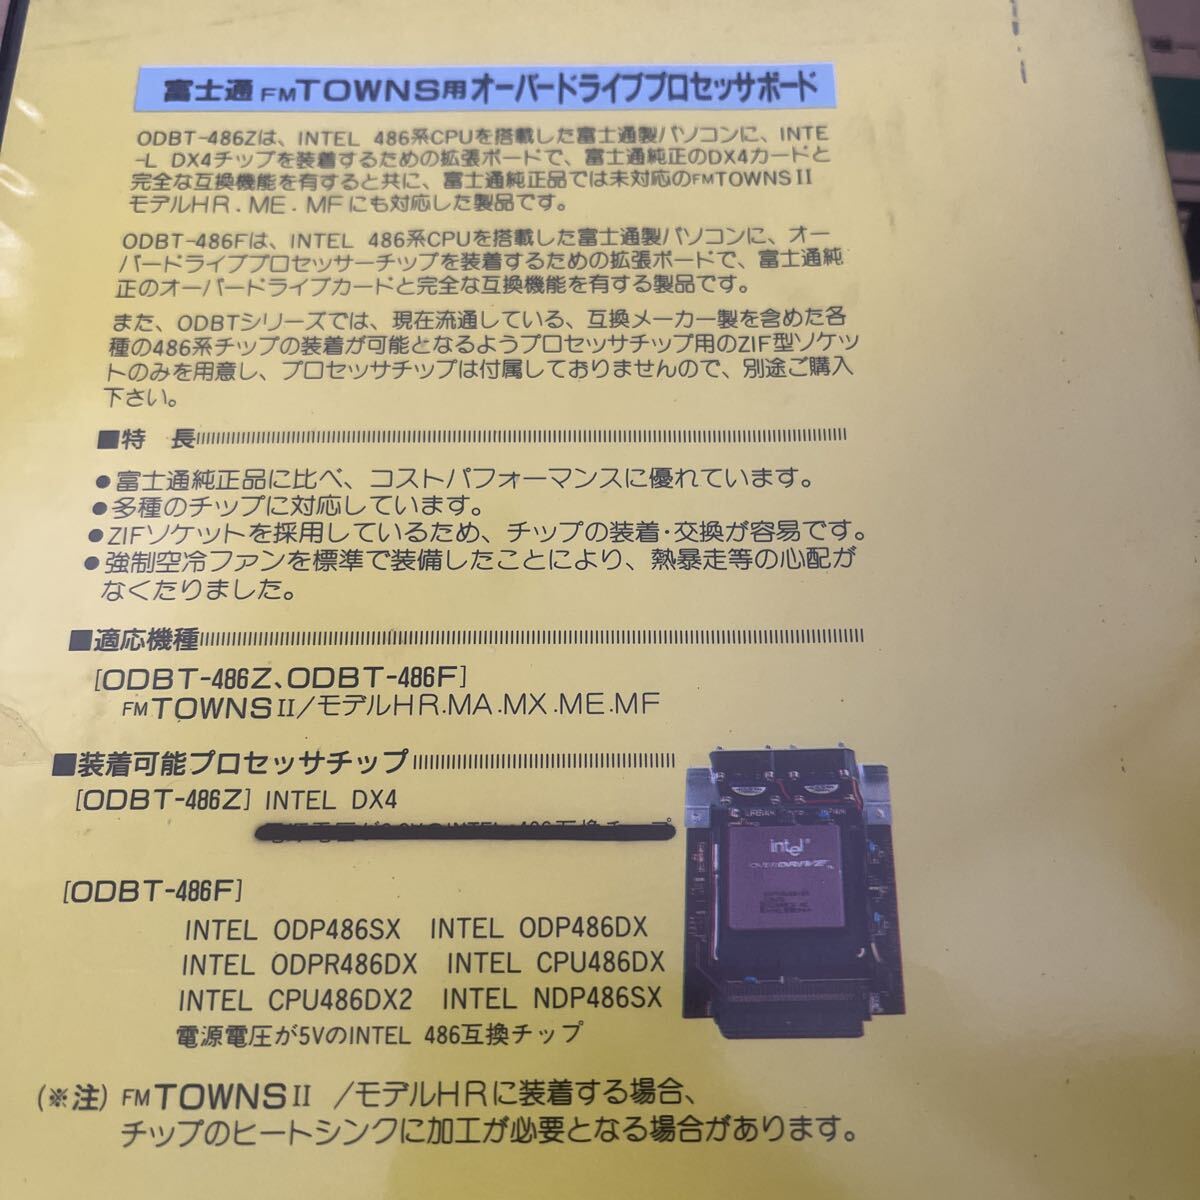 富士通 FM TOWNS用オーバードライブプロセッサボード
ODBT-486Zは、INTEL 486系CPUを搭載した富士通製パソコンに、INTE
-L DX4チップを装着するための拡張ボードで、富士通純正のDX4カードと
完全な互換機能を有すると共に、富士通純正品では未対応のFM TOWNS II
モデルHR．ME．MFにも対応した製品です。
ODBT-486Fは、INTEL 486系CPUを搭載した富士通製パソコンに、オー
バードライブプロセッサーチップを装着するための拡張ボードで、富士通純
正のオーバードライブカードと完全な互換機能を有する製品です。
また、ODBTシリーズでは、現在流通している、互換メーカー製を含めた各
種の486系チップの装着が可能となるようプロセッサチップ用のZIF型ソケッ
トのみを用意し、プロセッサチップは付属しておりませんので、別途ご購入
下さい。
■特 長
●富士通純正品に比べ、コストパフォーマンスに優れています。
●多種のチップに対応しています。
●ZIFソケットを採用しているため、チップの装着・交換が容易です。
●強制空冷ファンを標準で装備したことにより、熱暴走等の心配が
なくたりました。
■適応機種
[ODBT-486Z、ODBT-486F]
FM TOWNS II／モデルHR．MA．MX．ME．MF
■装着可能プロセッサチップ
[ODBT-486Z] INTEL DX4
[ODBT-486F]
INTEL ODP486SX INTEL ODP486DX
INTEL ODPR486DX INTEL CPU486DX
INTEL CPU486DX2 INTEL NDP486SX
電源電圧が5VのINTEL 486互換チップ
(※注) FM TOWNS II ／モデルHRに装着する場合、
チップのヒートシンクに加工が必要となる場合があります。
intel
OVERDRIVE